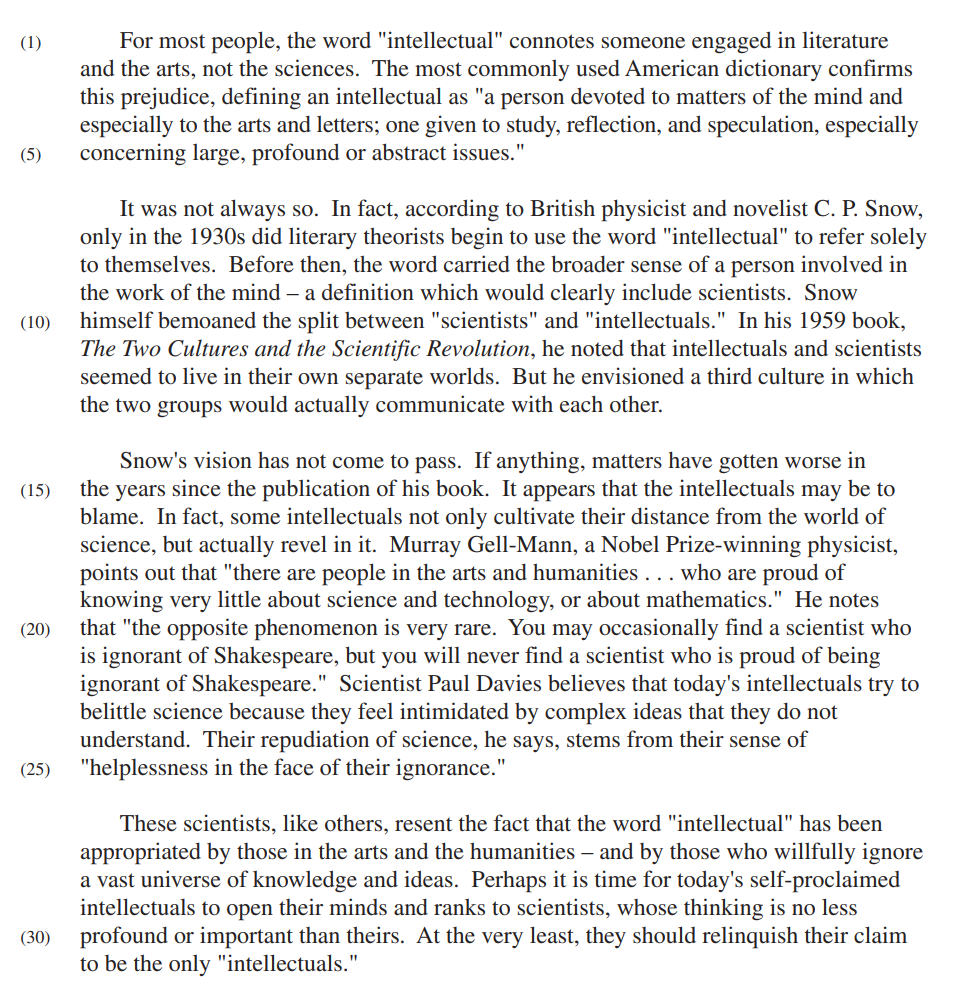 (1) For most people, the word "intellectual" connotes someone engaged in literature
and the arts, not the sciences. The most commonly used American dictionary confirms
this prejudice, defining an intellectual as "a person devoted to matters of the mind and
especially to the arts and letters; one given to study, reflection, and speculation, especially
(5) concerning large, profound or abstract issues."
It was not always so. In fact, according to British physicist and novelist C. P. Snow,
only in the 1930s did literary theorists begin to use the word "intellectual" to refer solely
to themselves. Before then, the word carried the broader sense of a person involved in
the work of the mind – a definition which would clearly include scientists. Snow
(10) himself bemoaned the split between "scientists" and "intellectuals." In his 1959 book,
The Two Cultures and the Scientific Revolution, he noted that intellectuals and scientists
seemed to live in their own separate worlds. But he envisioned a third culture in which
the two groups would actually communicate with each other.
Snow's vision has not come to pass. If anything, matters have gotten worse in
(15) the years since the publication of his book. It appears that the intellectuals may be to
blame. In fact, some intellectuals not only cultivate their distance from the world of
science, but actually revel in it. Murray Gell-Mann, a Nobel Prize-winning physicist,
points out that "there are people in the arts and humanities . . . who are proud of
knowing very little about science and technology, or about mathematics." He notes
(20) that "the opposite phenomenon is very rare. You may occasionally find a scientist who
is ignorant of Shakespeare, but you will never find a scientist who is proud of being
ignorant of Shakespeare." Scientist Paul Davies believes that today's intellectuals try to
belittle science because they feel intimidated by complex ideas that they do not
understand. Their repudiation of science, he says, stems from their sense of
(25) "helplessness in the face of their ignorance."
These scientists, like others, resent the fact that the word "intellectual" has been
appropriated by those in the arts and the humanities – and by those who willfully ignore
a vast universe of knowledge and ideas. Perhaps it is time for today's self-proclaimed
intellectuals to open their minds and ranks to scientists, whose thinking is no less
(30) profound or important than theirs. At the very least, they should relinquish their claim
to be the only "intellectuals."